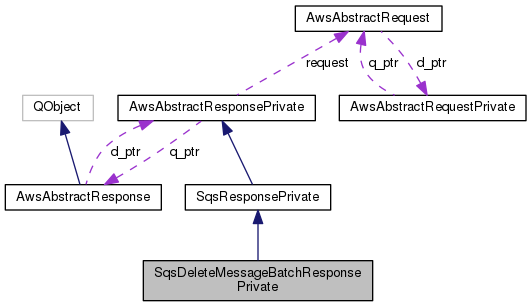 AwsAbstractRequest
request
q_ptr
d_ptr
QObject
AwsAbstractResponsePrivate
AwsAbstractRequestPrivate
d_ptr
q_ptr
AwsAbstractResponse
SqsResponsePrivate
SqsDeleteMessageBatchResponse
Private